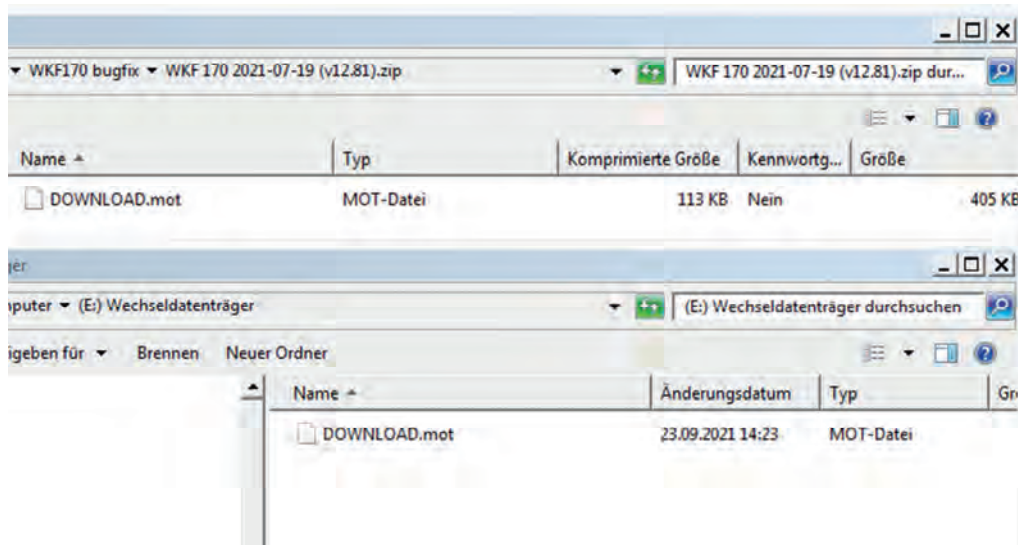 WKF170 bugfix WKF 170 2021-07-19 (v12.81).zip WKF 170 2021-07-19 (v12.81).zip dur...
Name Typ Komprimierte Größe Kennwortg... Größe
DOWNLOAD.mot MOT-Datei 113 KB Nein 405 KB
ger
nputer (E:) Wechseldatenträger (E:) Wechseldatenträger durchsuchen
igeben für Brennen Neuer Ordner
Name Änderungsdatum Typ Gr
DOWNLOAD.mot 23.09.2021 14:23 MOT-Datei